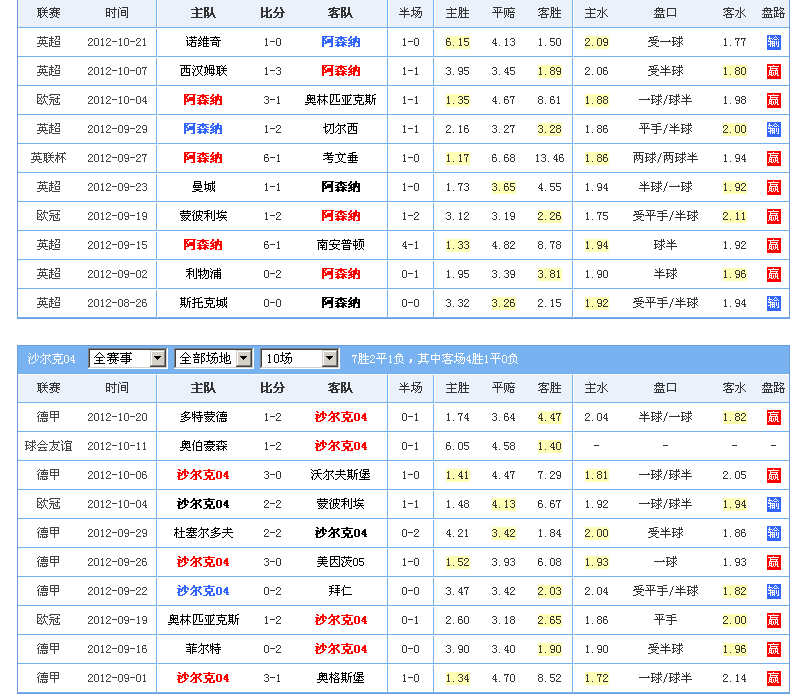 联赛 时间 主队 比分 客队 半场 主胜 平赔 客胜 主水 盘口 客水 盘路
英超 2012-10-21 诺维奇 1-0 阿森纳 1-0 6.15 4.13 1.50 2.09 受一球 1.77 输
英超 2012-10-07 西汉姆联 1-3 阿森纳 1-1 3.95 3.45 1.89 2.06 受半球 1.80 赢
欧冠 2012-10-04 阿森纳 3-1 奥林匹亚克斯 1-1 1.35 4.67 8.61 1.88 一球/球半 1.98 赢
英超 2012-09-29 阿森纳 1-2 切尔西 1-1 2.16 3.27 3.28 1.86 平手/半球 2.00 输
英联杯 2012-09-27 阿森纳 6-1 考文垂 1-0 1.17 6.68 13.46 1.86 两球/两球半 1.94 赢
英超 2012-09-23 曼城 1-1 阿森纳 1-0 1.73 3.65 4.55 1.94 半球/一球 1.92 赢
欧冠 2012-09-19 蒙彼利埃 1-2 阿森纳 1-2 3.12 3.19 2.26 1.75 受平手/半球 2.11 赢
英超 2012-09-15 阿森纳 6-1 南安普顿 4-1 1.33 4.82 8.78 1.94 球半 1.92 赢
英超 2012-09-02 利物浦 0-2 阿森纳 0-1 1.95 3.39 3.81 1.90 半球 1.96 赢
英超 2012-08-26 斯托克城 0-0 阿森纳 0-0 3.32 3.26 2.15 1.92 受平手/半球 1.94 输
沙尔克04 全赛事 全部场地 10场 7胜2平1负，其中客场4胜1平0负
联赛 时间 主队 比分 客队 半场 主胜 平赔 客胜 主水 盘口 客水 盘路
德甲 2012-10-20 多特蒙德 1-2 沙尔克04 0-1 1.74 3.64 4.47 2.04 半球/一球 1.82 赢
球会友谊 2012-10-11 奥伯豪森 1-2 沙尔克04 0-1 6.05 4.58 1.40 - - - -
德甲 2012-10-06 沙尔克04 3-0 沃尔夫斯堡 1-0 1.41 4.47 7.29 1.81 一球/球半 2.05 赢
欧冠 2012-10-04 沙尔克04 2-2 蒙彼利埃 1-1 1.48 4.13 6.67 1.92 一球/球半 1.94 输
德甲 2012-09-29 杜塞尔多夫 2-2 沙尔克04 0-2 4.21 3.42 1.84 2.00 受半球 1.86 输
德甲 2012-09-26 沙尔克04 3-0 美因茨05 1-0 1.52 3.93 6.08 1.93 一球 1.93 赢
德甲 2012-09-22 沙尔克04 0-2 拜仁 0-0 3.47 3.42 2.03 2.04 受平手/半球 1.82 输
欧冠 2012-09-19 奥林匹亚克斯 1-2 沙尔克04 0-1 2.60 3.18 2.65 1.86 平手 2.00 赢
德甲 2012-09-16 菲尔特 0-2 沙尔克04 0-0 3.90 3.40 1.90 1.90 受半球 1.96 赢
德甲 2012-09-01 沙尔克04 3-1 奥格斯堡 1-0 1.34 4.70 8.52 1.72 一球/球半 2.14 赢